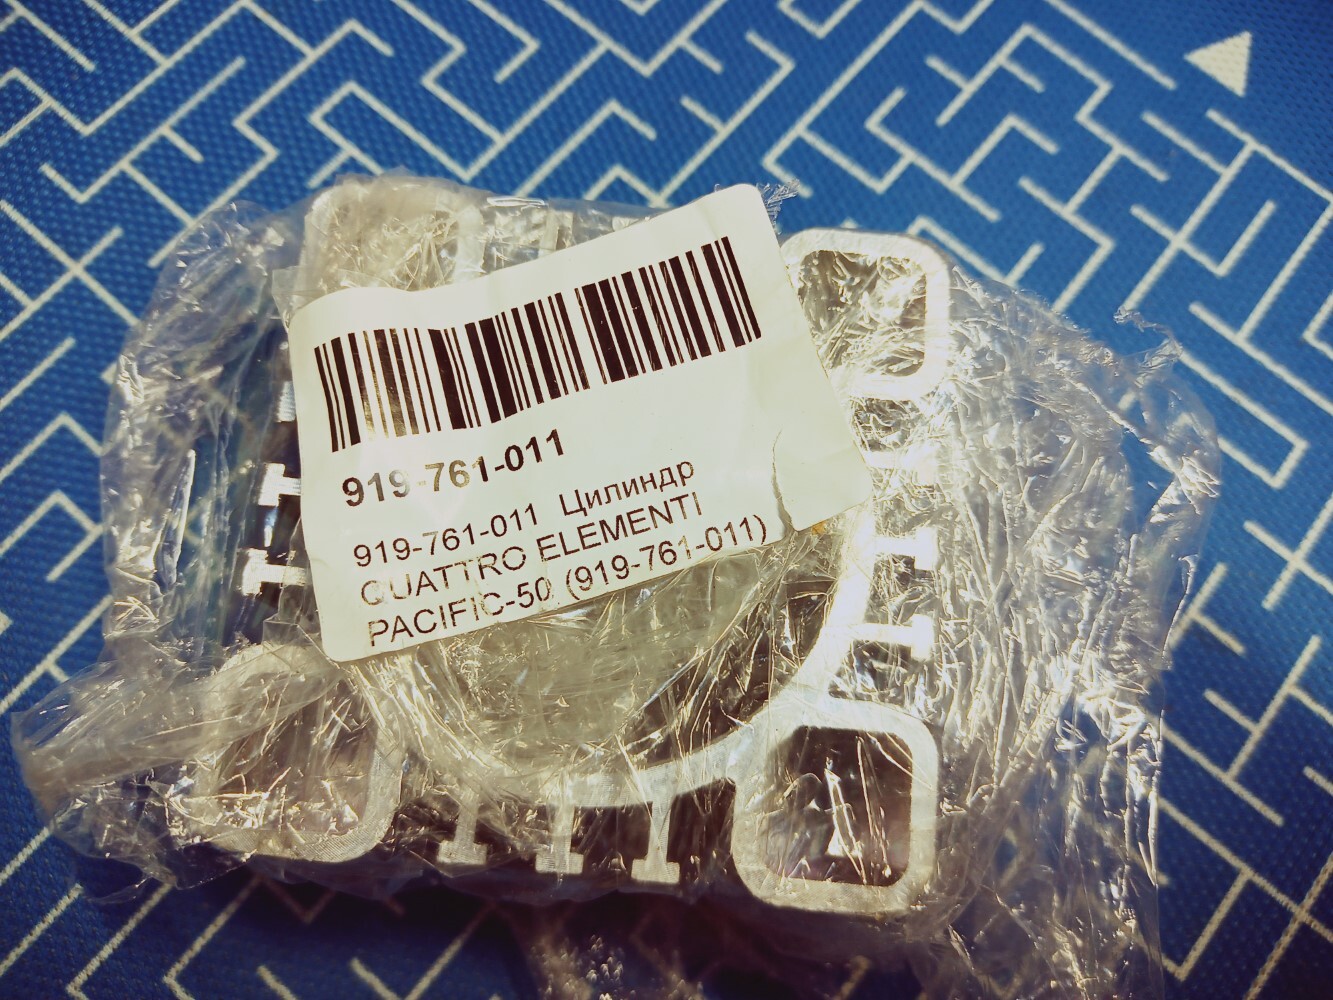 919-761-011
919-761-011 Цилиндр
QUATTRO ELEMENTI
PACIFIC-50 (919-761-011)